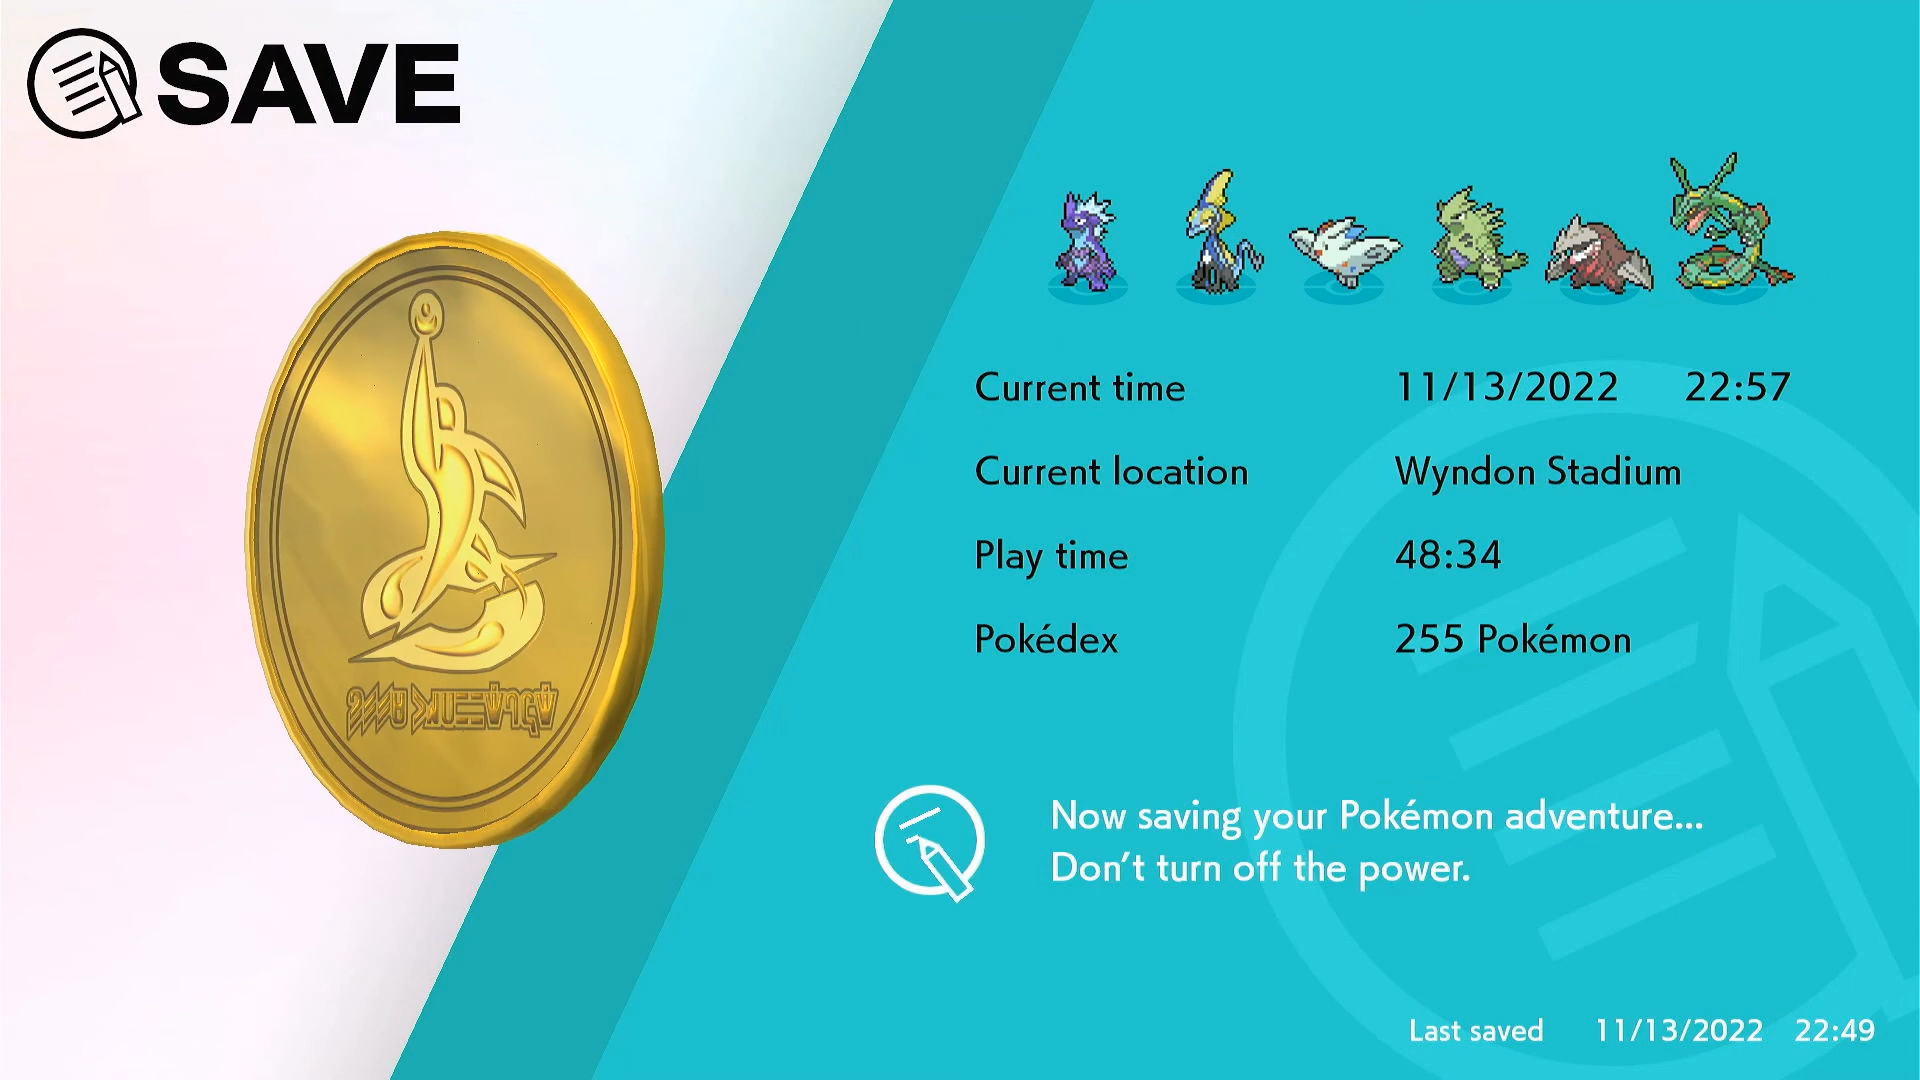 SAVE
Current time 11/13/2022 22:57
Current location Wyndon Stadium
Play time 48:34
Pokédex 255 Pokémon
Now saving your Pokémon adventure...
Don't turn off the power.
Last saved 11/13/2022 22:49